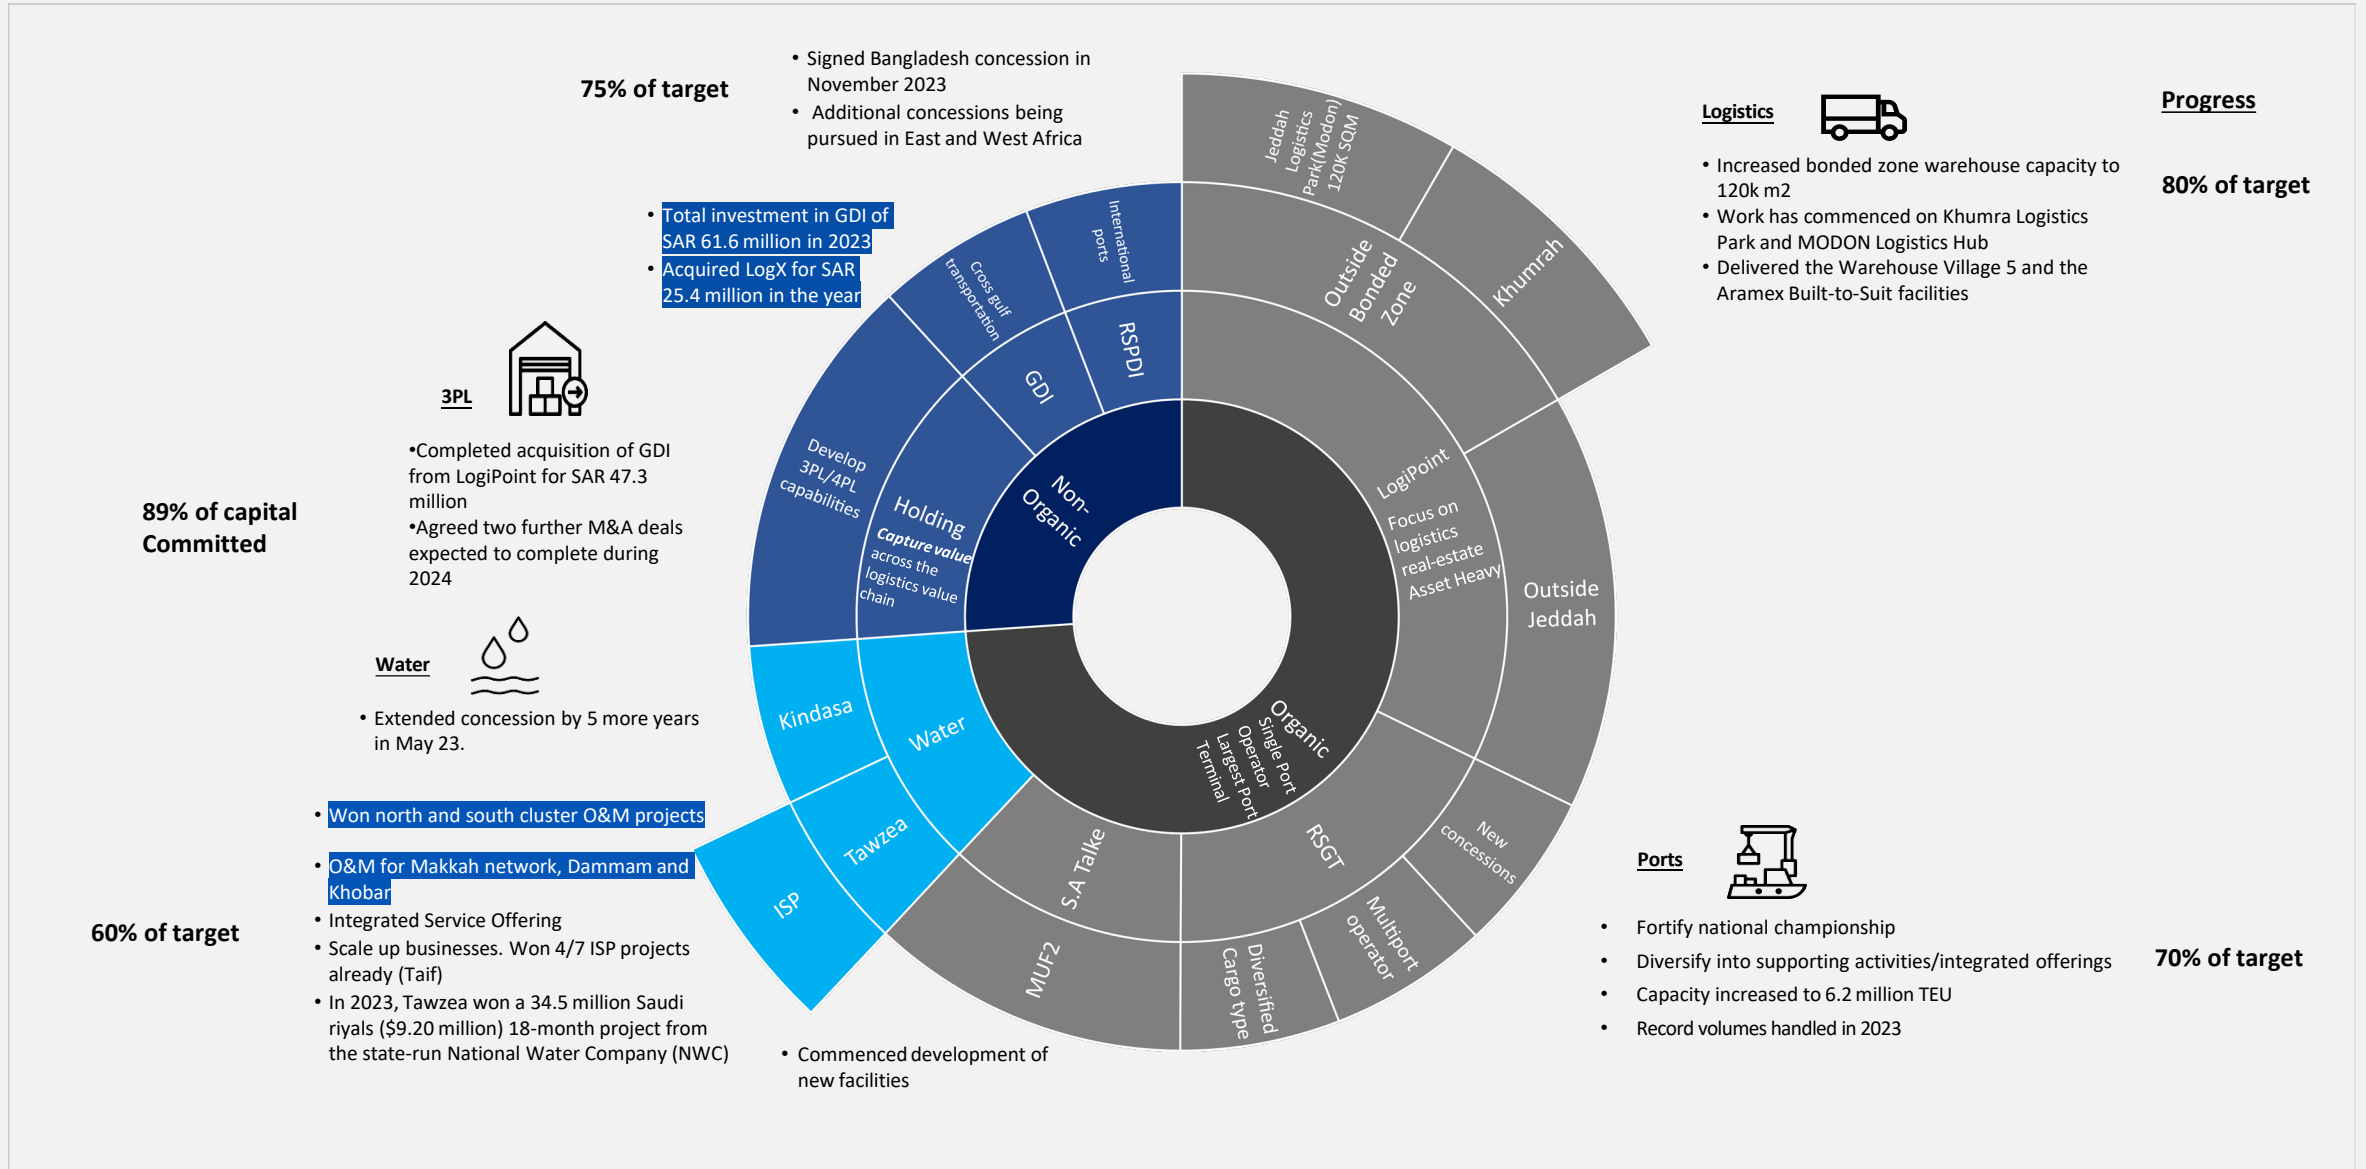 75% of target
• Signed Bangladesh concession in
November 2023
• Additional concessions being
pursued in East and West Africa
• Total investment in GDI of
SAR 61.6 million in 2023
• Acquired LogX for SAR
25.4 million in the year
Logistics
Progress
• Increased bonded zone warehouse capacity to
120k m2
• Work has commenced on Khumra Logistics
Park and MODON Logistics Hub
• Delivered the Warehouse Village 5 and the
Aramex Built-to-Suit facilities
80% of target
3PL
•Completed acquisition of GDI
from LogiPoint for SAR 47.3
million
•Agreed two further M&A deals
expected to complete during
2024
89% of capital
Committed
Water
• Extended concession by 5 more years
in May 23.
• Won north and south cluster O&M projects
• O&M for Makkah network, Dammam and
Khobar
• Integrated Service Offering
• Scale up businesses. Won 4/7 ISP projects
already (Taif)
• In 2023, Tawzea won a 34.5 million Saudi
riyals ($9.20 million) 18-month project from
the state-run National Water Company (NWC)
60% of target
• Commenced development of
new facilities
Ports
• Fortify national championship
• Diversify into supporting activities/integrated offerings
• Capacity increased to 6.2 million TEU
• Record volumes handled in 2023
70% of target
Jeddah
Logistics
Park(Modon)
120K SQM
Khumrah
Outside
Bonded
Zone
LogiPoint
Focus on
logistics
real-estate
Asset Heavy
Outside
Jeddah
Organic
Single Port
Operator
Largest Port
Terminal
RSGT
New
concessions
Multiport
operator
Diversified
Cargo type
S.A Talke
MUF2
Water
Tawzea
ISP
Kindasa
Non-
Organic
Holding
Capture value
across the
logistics value
chain
Develop
3PL/4PL
capabilities
GDI
Cross gulf
transportation
RSPDI
International
ports